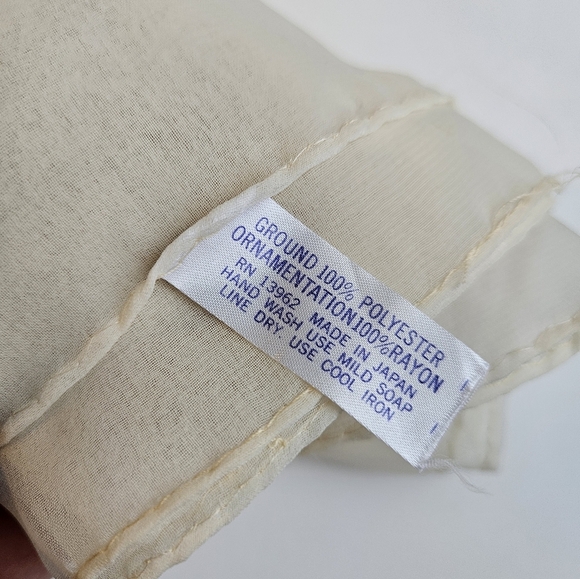 GROUND 100% POLYESTER
ORNAMENTATION100%RAYON
RN 13962 MADE IN JAPAN
HAND WASH USE MILD SOAP
LINE DRY. USE COOL IRON